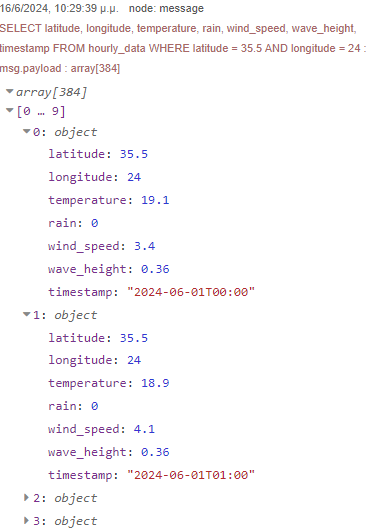 16/6/2024, 10:29:39 μ.μ. node: message
SELECT latitude, longitude, temperature, rain, wind_speed, wave_height,
timestamp FROM hourly_data WHERE latitude = 35.5 AND longitude = 24 :
msg.payload : array[384]
array[384]
[0 … 9]
0: object
latitude: 35.5
longitude: 24
temperature: 19.1
rain: 0
wind_speed: 3.4
wave_height: 0.36
timestamp: "2024-06-01T00:00"
1: object
latitude: 35.5
longitude: 24
temperature: 18.9
rain: 0
wind_speed: 4.1
wave_height: 0.36
timestamp: "2024-06-01T01:00"
2: object
3: object